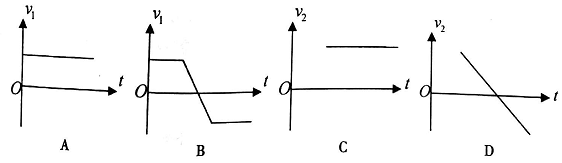 v₁ v₁ v₂ v₂
O t O t O t O t
A B C D